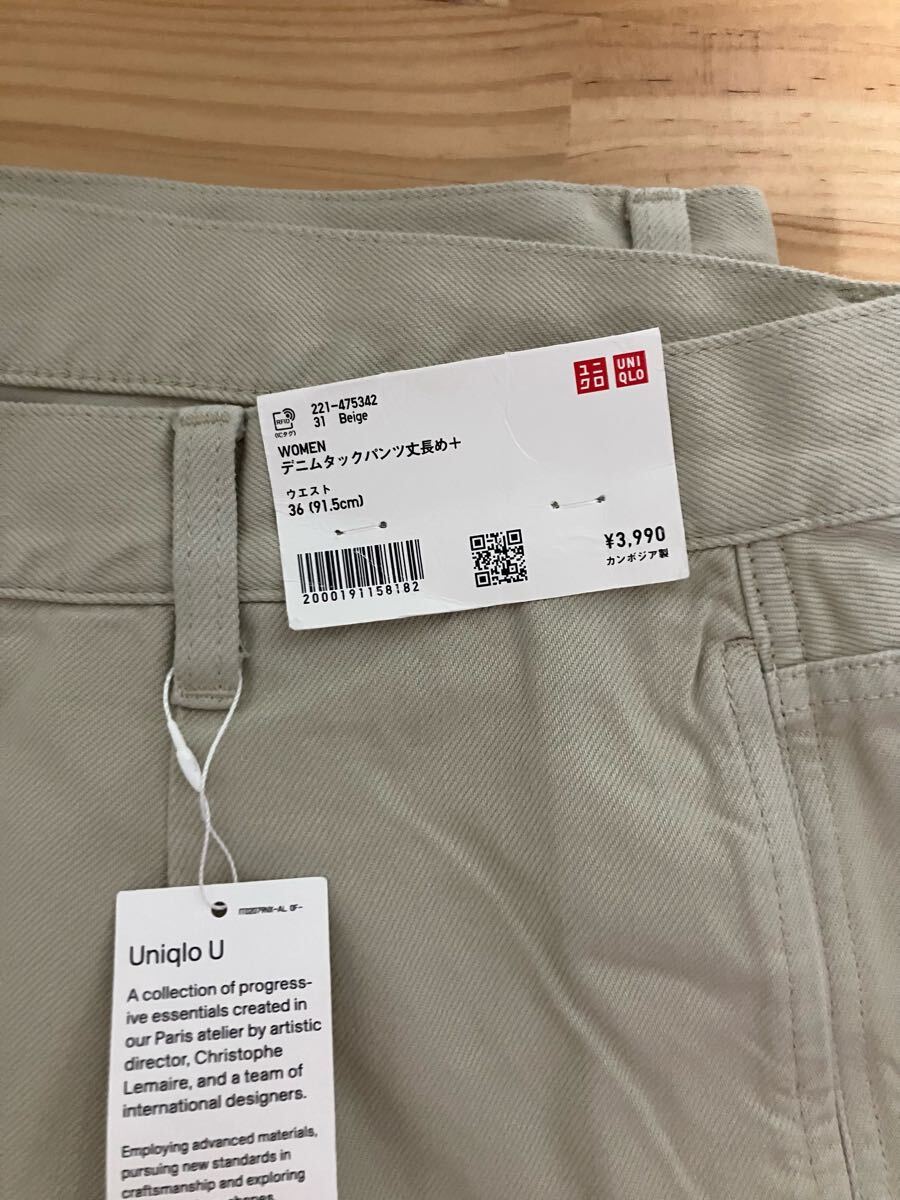 ユニクロ
UNIQLO
RFID
(ICタグ)
221-475342
31 Beige
WOMEN
デニムタックパンツ丈長め+
ウエスト
36 (91.5cm)
2000191158182
¥3,990
カンボジア製
Uniqlo U
A collection of progress-
ive essentials created in
our Paris atelier by artistic
director, Christophe
Lemaire, and a team of
international designers.
Employing advanced materials,
pursuing new standards in
craftsmanship and exploring
shapes,